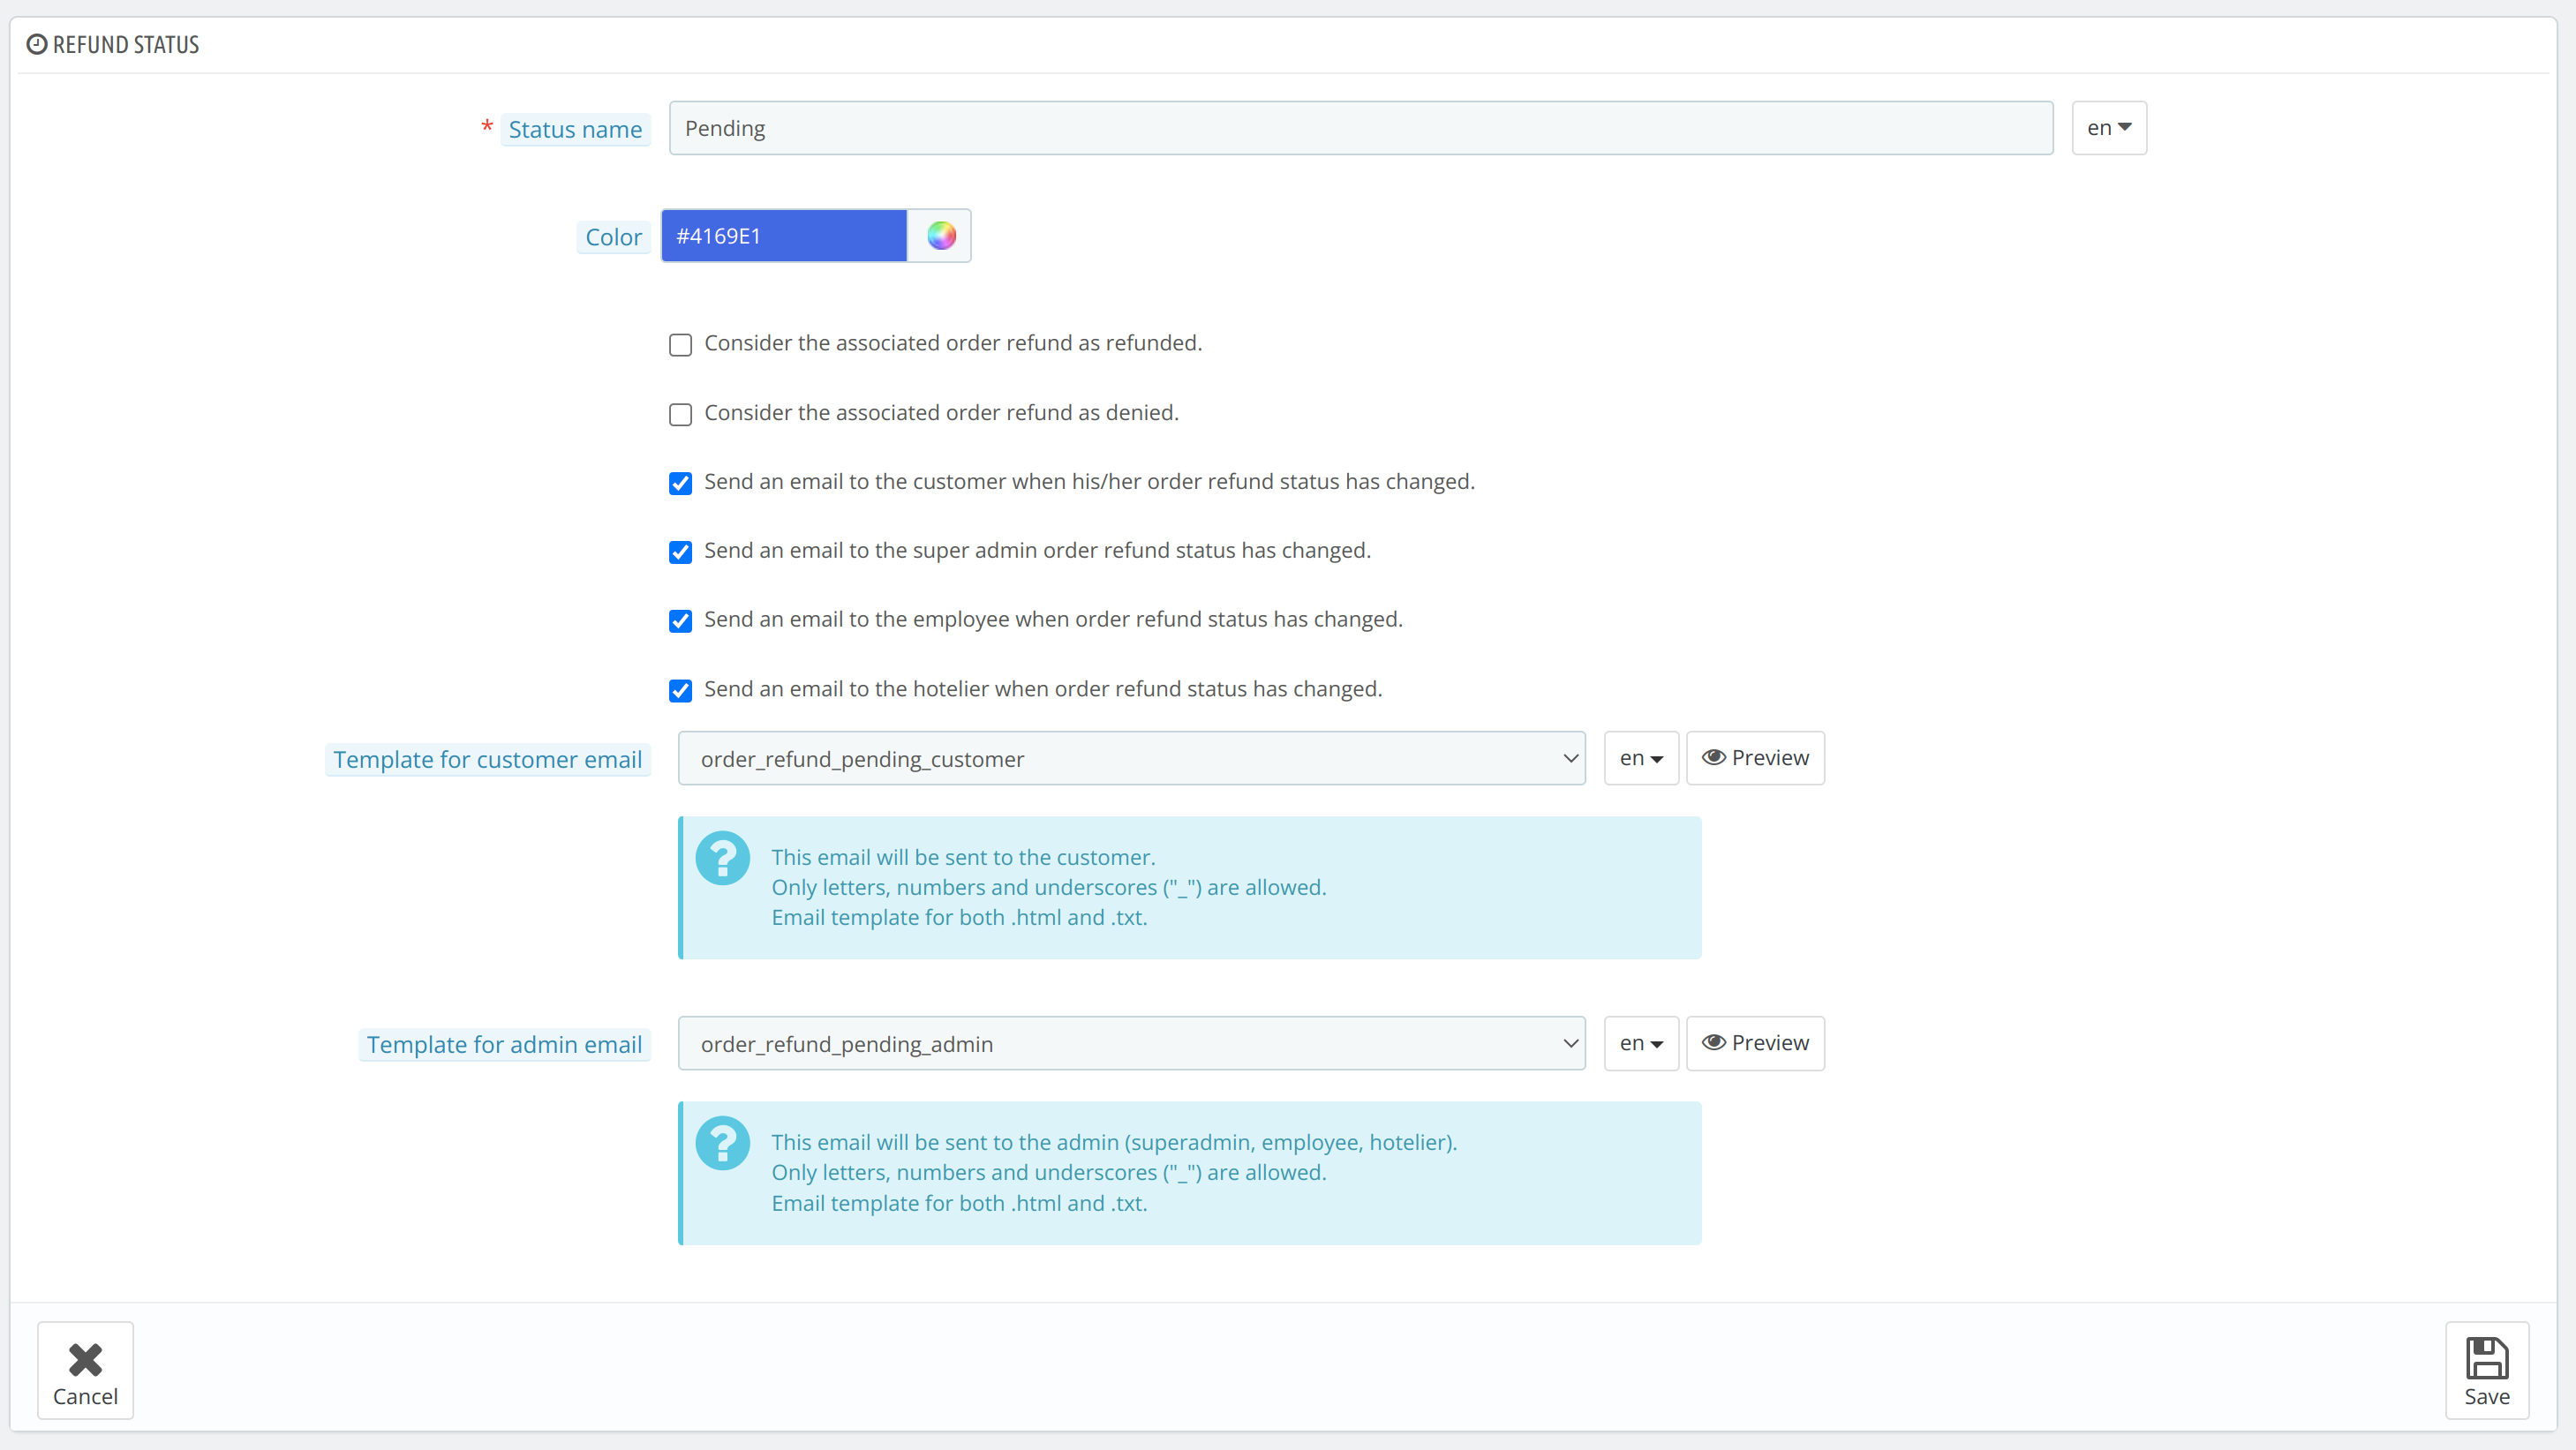 REFUND STATUS
* Status name
Pending
en
Color
#4169E1
Consider the associated order refund as refunded.
Consider the associated order refund as denied.
Send an email to the customer when his/her order refund status has changed.
Send an email to the super admin order refund status has changed.
Send an email to the employee when order refund status has changed.
Send an email to the hotelier when order refund status has changed.
Template for customer email
order_refund_pending_customer
en
Preview
This email will be sent to the customer.
Only letters, numbers and underscores ("_") are allowed.
Email template for both .html and .txt.
Template for admin email
order_refund_pending_admin
en
Preview
This email will be sent to the admin (superadmin, employee, hotelier).
Only letters, numbers and underscores ("_") are allowed.
Email template for both .html and .txt.
Cancel
Save